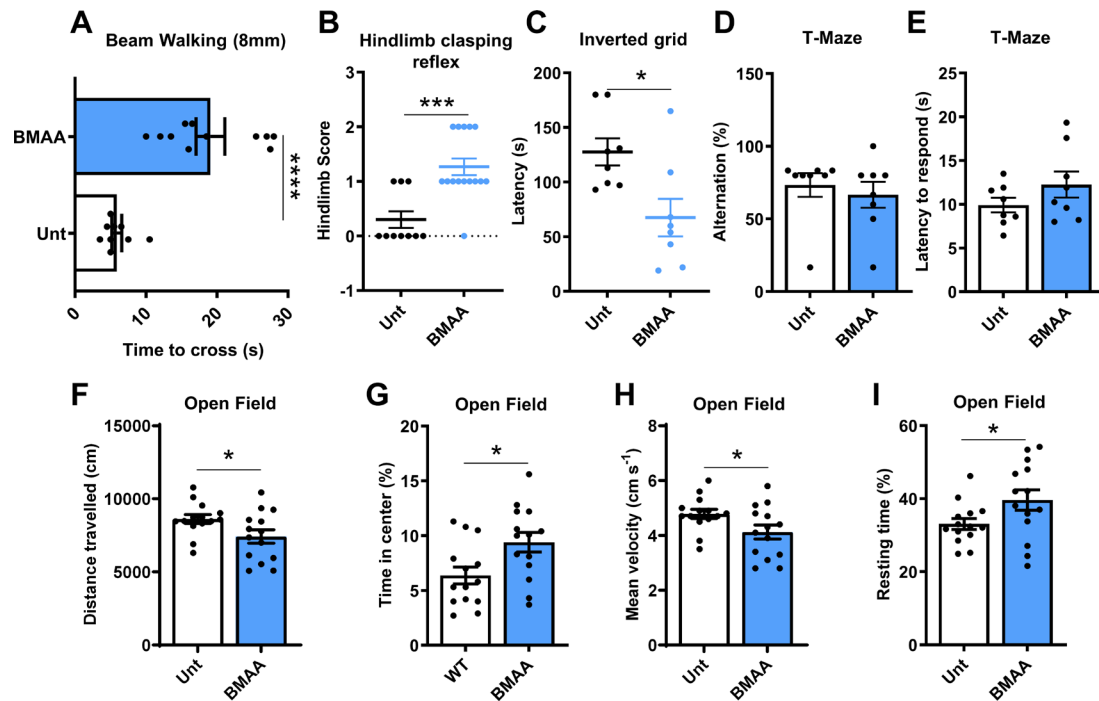 A
Beam Walking (8mm)
BMAA
Unt
****
0
10
20
30
Time to cross (s)
B
Hindlimb clasping
reflex
Hindlimb Score
3
2
1
0
-1
***
Unt
BMAA
C
Inverted grid
Latency (s)
200
150
100
50
0
*
Unt
BMAA
D
T-Maze
Alternation (%)
150
100
50
0
Unt
BMAA
E
T-Maze
Latency to respond (s)
25
20
15
10
5
0
Unt
BMAA
F
Open Field
Distance travelled (cm)
15000
10000
5000
0
*
Unt
BMAA
G
Open Field
Time in center (%)
20
15
10
5
0
*
WT
BMAA
H
Open Field
Mean velocity (cm s⁻¹)
8
6
4
2
0
*
Unt
BMAA
I
Open Field
Resting time (%)
60
40
20
0
*
Unt
BMAA